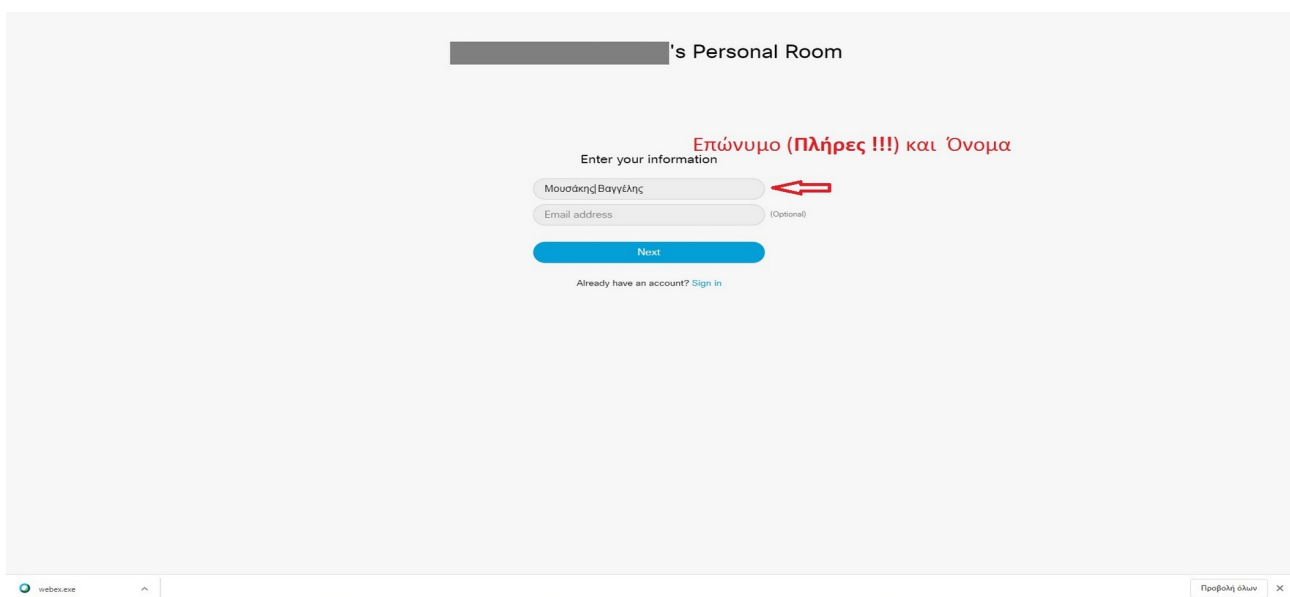 's Personal Room
Επώνυμο (Πλήρες !!!) και Όνομα
Enter your information
Μουσάκης Βαγγέλης
Email address
(Optional)
Next
Already have an account? Sign in
webex.exe
Προβολή όλων